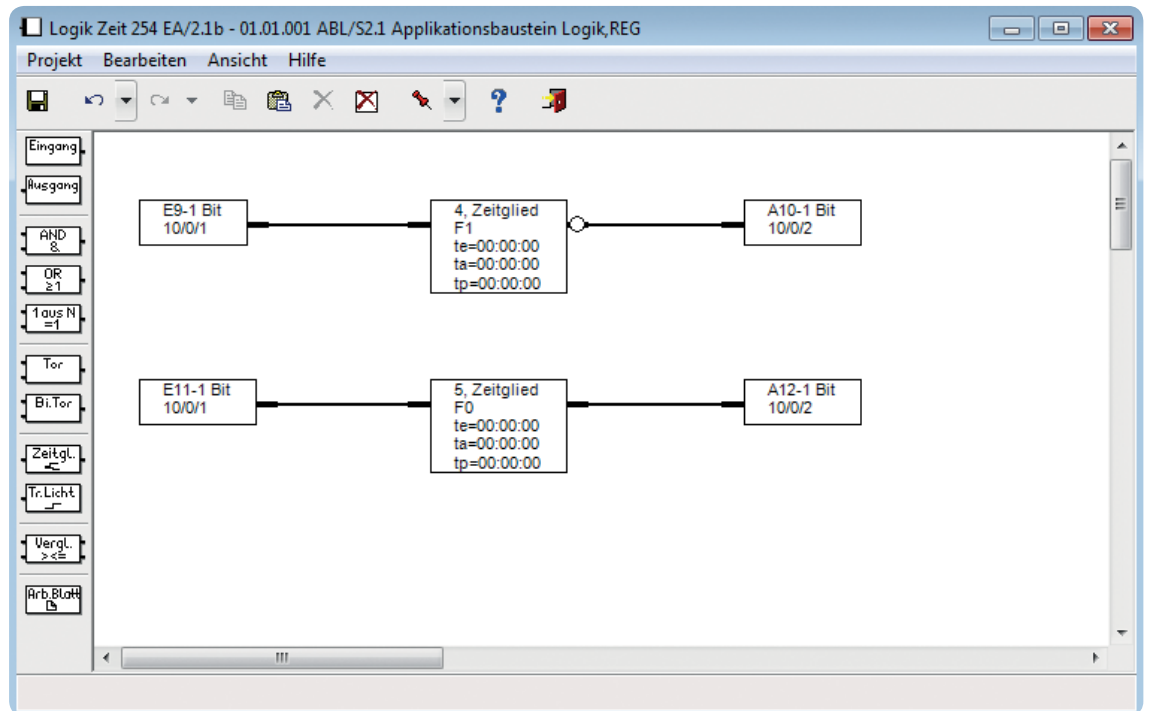 Logik Zeit 254 EA/2.1b - 01.01.001 ABL/S2.1 Applikationsbaustein Logik,REG
Projekt Bearbeiten Ansicht Hilfe
Eingang
Ausgang
AND
&
OR
≥1
1 aus N
=1
Tor
Bi.Tor
Zeitgl.
Tr.Licht
Vergl.
><=
Arb.Blatt
E9-1 Bit
10/0/1
4, Zeitglied
F1
te=00:00:00
ta=00:00:00
tp=00:00:00
A10-1 Bit
10/0/2
E11-1 Bit
10/0/1
5, Zeitglied
F0
te=00:00:00
ta=00:00:00
tp=00:00:00
A12-1 Bit
10/0/2